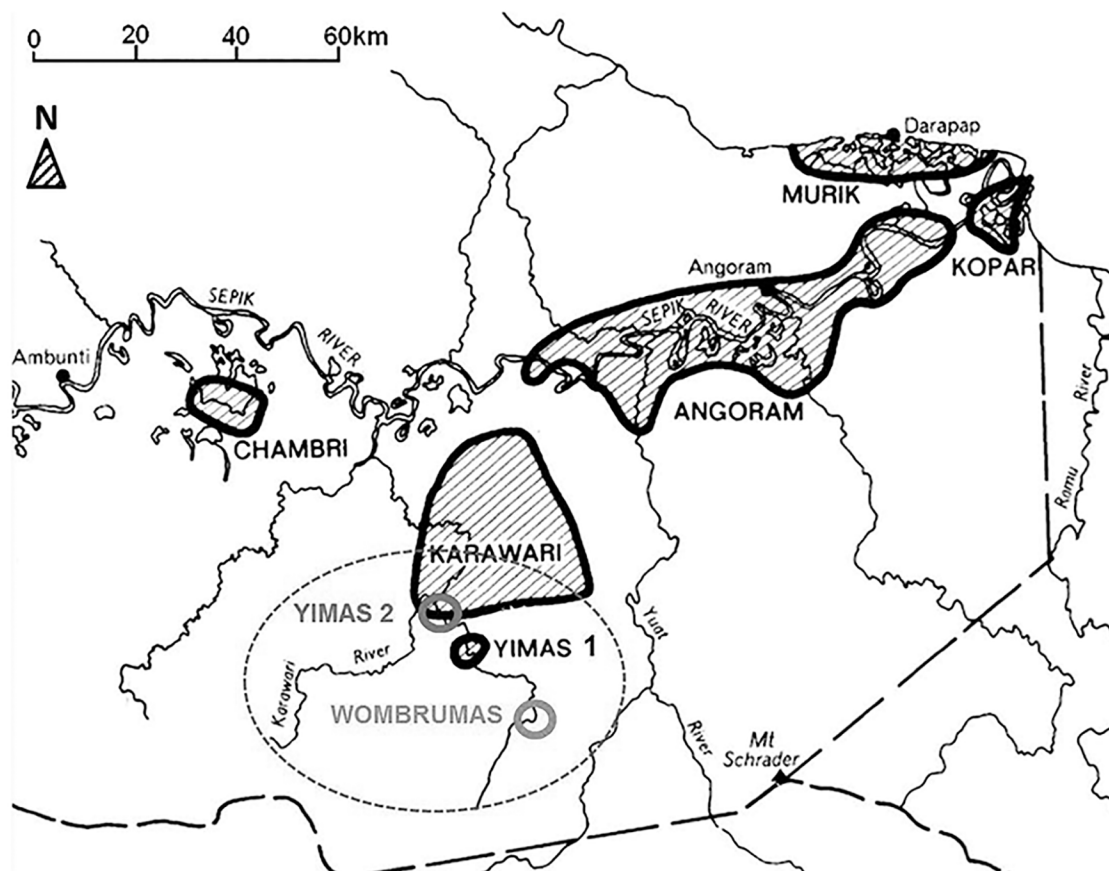 0 20 40 60km
N
Darapap
MURIK
KOPAR
Angoram
SEPIK
RIVER
SEPIK
RIVER
Ambunti
ANGORAM
CHAMBRI
River
Ramu
KARAWARI
YIMAS 2
YIMAS 1
River
Karawari
Yuat
River
WOMBRUMAS
Mt
Schrader